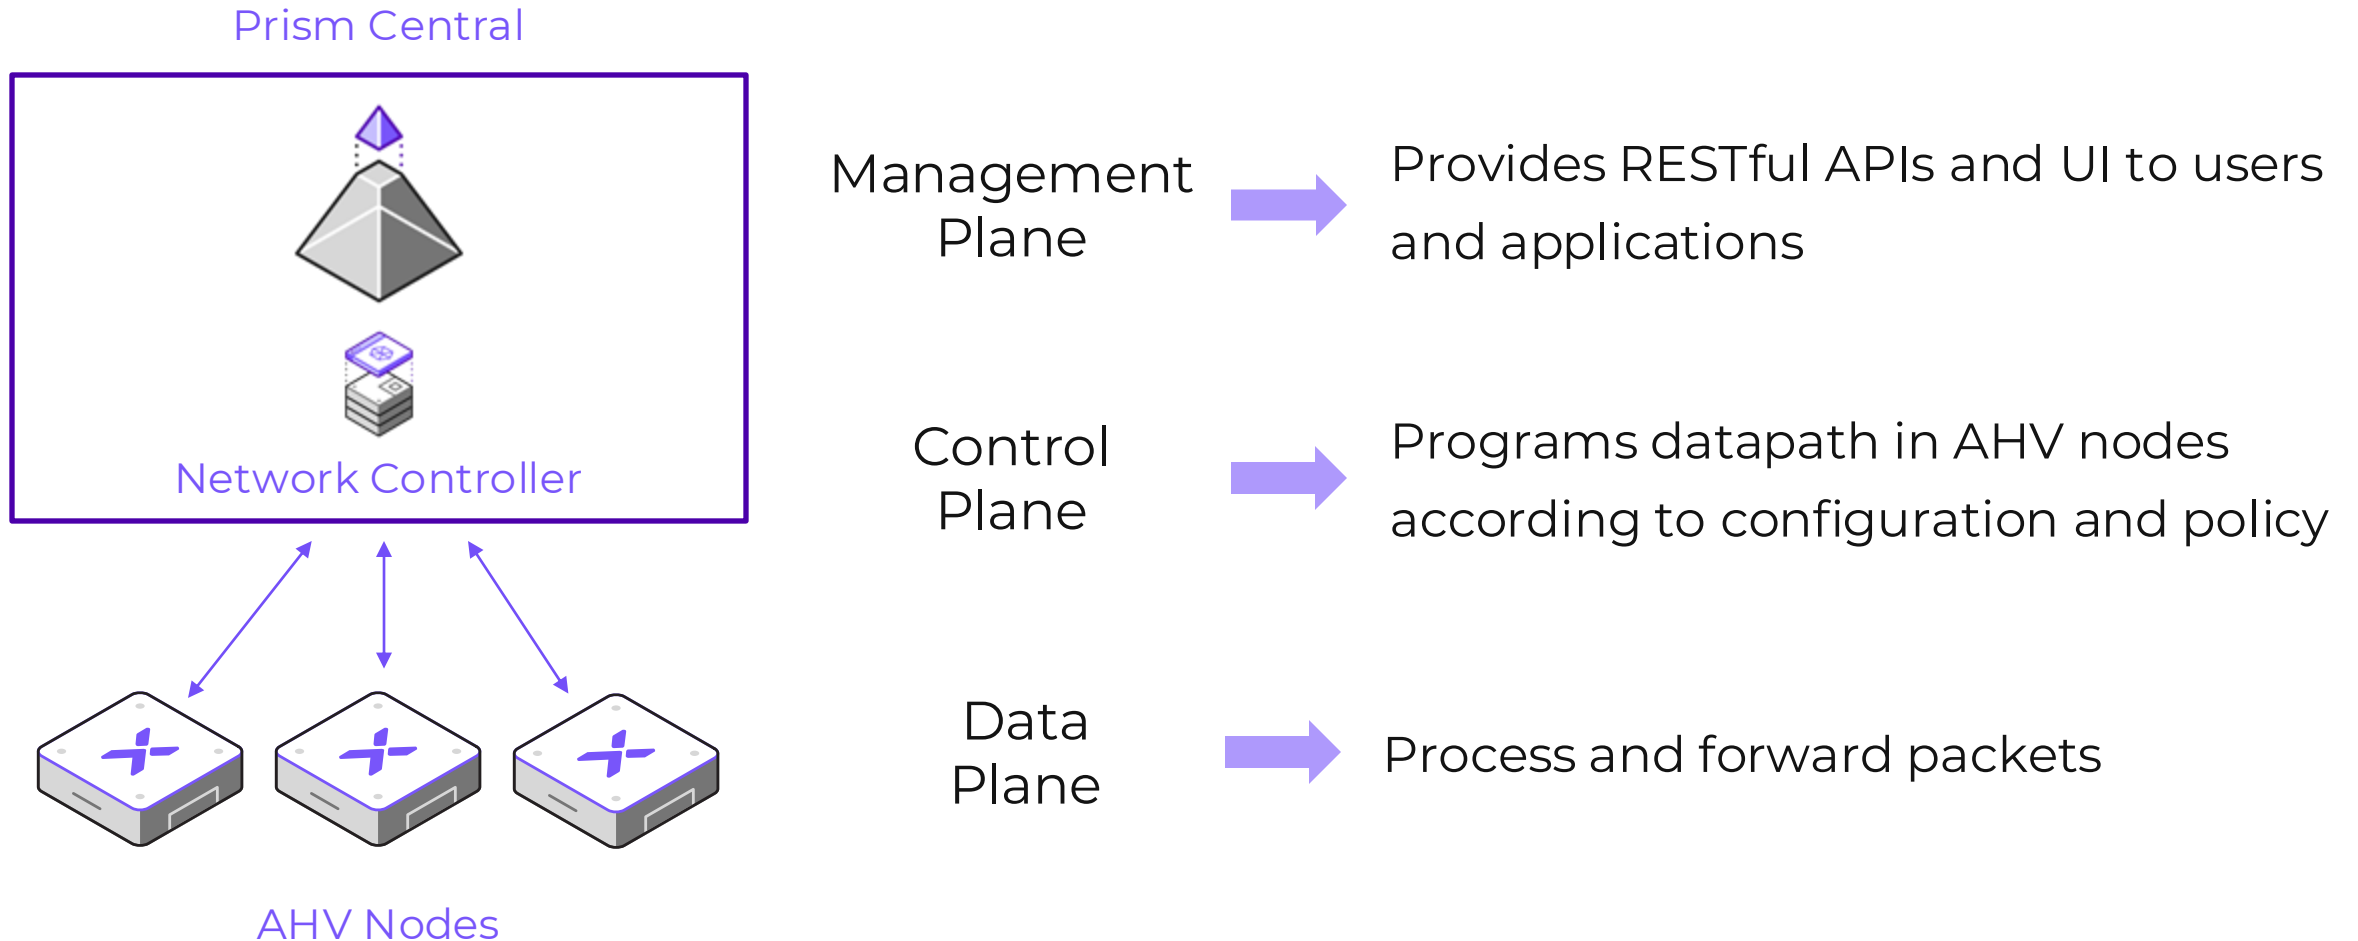 Prism Central
Management
Plane
Provides RESTful APIs and UI to users
and applications
Network Controller
Control
Plane
Programs datapath in AHV nodes
according to configuration and policy
Data
Plane
Process and forward packets
AHV Nodes